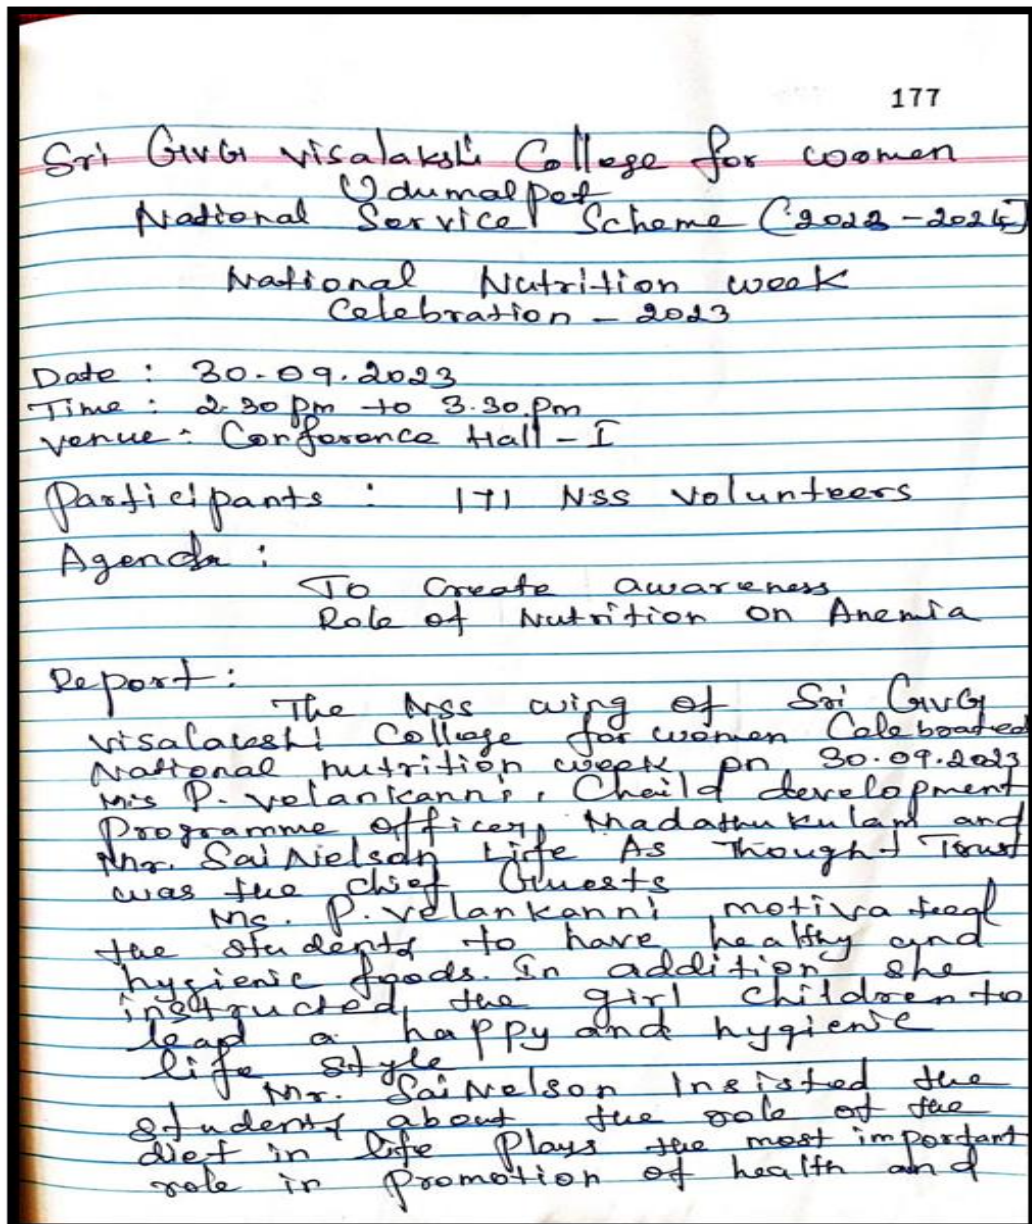 177
Sri GVG Visalakshi College for women
Udumalpet
National Service Scheme (2023-2024]
National Nutrition week
Celebration - 2023
Date : 30.09.2023
Time : 2.30 pm to 3.30.pm
venue : Conference Hall - I
Participants : 171 NSS Volunteers
Agenda :
To Create awareness
Role of Nutrition on Anemia
Report :
The NSS wing of Sri GVG
visalakshi College for women Celebrated
National nutrition week on 30.09.2023
Ms P. velankanni, Cheild development
Programme officer, Madathukulam and
Mr. Sai Nielson Life As Thought Trust
was the chief Guests
Ms. P. velankanni motivated
the students to have healthy and
hygienic foods. In addition she
instructed the girl children to
lead a happy and hygienic
life style
Mr. Sai Nelson Insisted the
students about the role of the
diet in life Plays the most important
role in promotion of health and